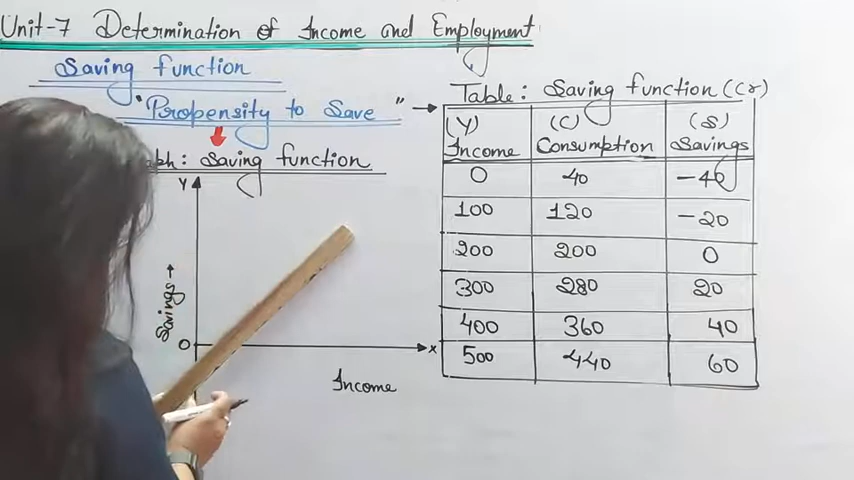 Unit-7 Determination of Income and Employment
Saving function
"Propensity to Save"
Graph: Saving function
Y
Savings →
O
X
Income
Table: Saving function (Cr)
(Y) Income (C) Consumption (S) Savings
0 40 -40
100 120 -20
200 200 0
300 280 20
400 360 40
500 440 60